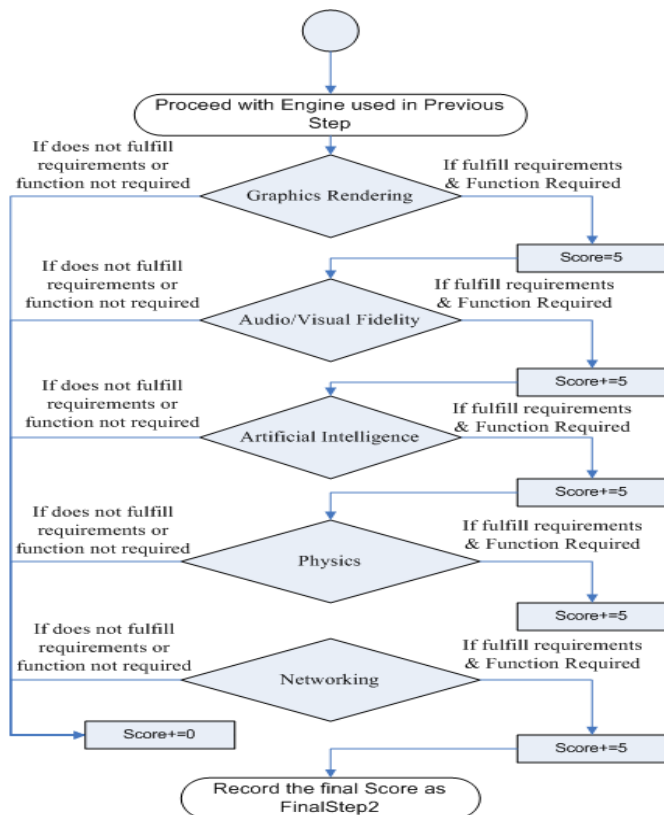 Proceed with Engine used in Previous
Step
If does not fulfill
requirements or
function not required
If fulfill requirements
& Function Required
Graphics Rendering
Score=5
If does not fulfill
requirements or
function not required
If fulfill requirements
& Function Required
Audio/Visual Fidelity
Score+=5
If does not fulfill
requirements or
function not required
If fulfill requirements
& Function Required
Artificial Intelligence
Score+=5
If does not fulfill
requirements or
function not required
If fulfill requirements
& Function Required
Physics
Score+=5
If does not fulfill
requirements or
function not required
If fulfill requirements
& Function Required
Networking
Score+=0
Score+=5
Record the final Score as
FinalStep2